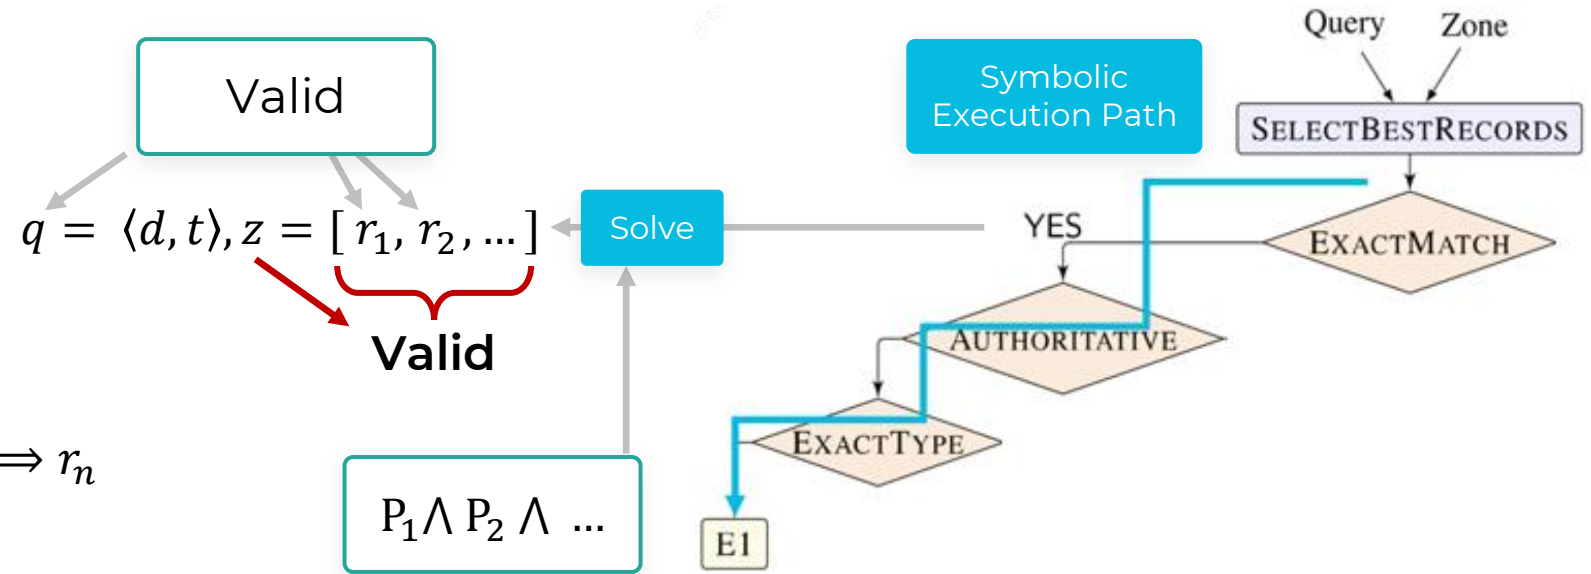 Query Zone
Valid
Symbolic
Execution Path
SELECTBESTRECORDS
q = ⟨d, t⟩, z = [ r₁, r₂, … ]
Solve
YES
EXACTMATCH
Valid
AUTHORITATIVE
EXACTTYPE
⟹ rₙ
P₁ ⋀ P₂ ⋀ …
E1